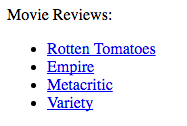 Movie Reviews:
Rotten Tomatoes
Empire
Metacritic
Variety